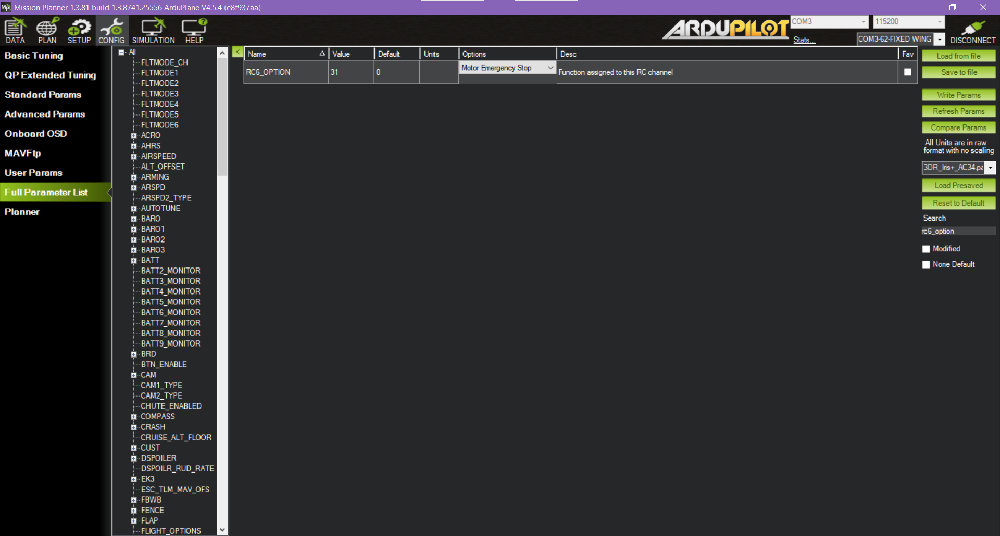 Mission Planner 1.3.81 build 1.3.8741.25556 ArduPlane V4.5.4 (e8f937aa)
DATA
PLAN
SETUP
CONFIG
SIMULATION
HELP
ARDUPILOT
COM3
115200
Stats...
COM3-62-FIXED WING
DISCONNECT
Basic Tuning
QP Extended Tuning
Standard Params
Advanced Params
Onboard OSD
MAVFtp
User Params
Full Parameter List
Planner
All
FLTMODE_CH
FLTMODE1
FLTMODE2
FLTMODE3
FLTMODE4
FLTMODE5
FLTMODE6
ACRO
AHRS
AIRSPEED
ALT_OFFSET
ARMING
ARSPD
ARSPD2_TYPE
AUTOTUNE
BARO
BARO1
BARO2
BARO3
BATT
BATT2_MONITOR
BATT3_MONITOR
BATT4_MONITOR
BATT5_MONITOR
BATT6_MONITOR
BATT7_MONITOR
BATT8_MONITOR
BATT9_MONITOR
BRD
BTN_ENABLE
CAM
CAM1_TYPE
CAM2_TYPE
CHUTE_ENABLED
COMPASS
CRASH
CRUISE_ALT_FLOOR
CUST
DSPOILER
DSPOILR_RUD_RATE
EK3
ESC_TLM_MAV_OFS
FBWB
FENCE
FLAP
FLIGHT_OPTIONS
<
Name Value Default Units Options Desc Fav
RC6_OPTION 31 0 Motor Emergency Stop Function assigned to this RC channel
Load from file
Save to file
Write Params
Refresh Params
Compare Params
All Units are in raw
format with no scaling
3DR_Iris+_AC34.pa
Load Presaved
Reset to Default
Search
rc6_option
Modified
None Default